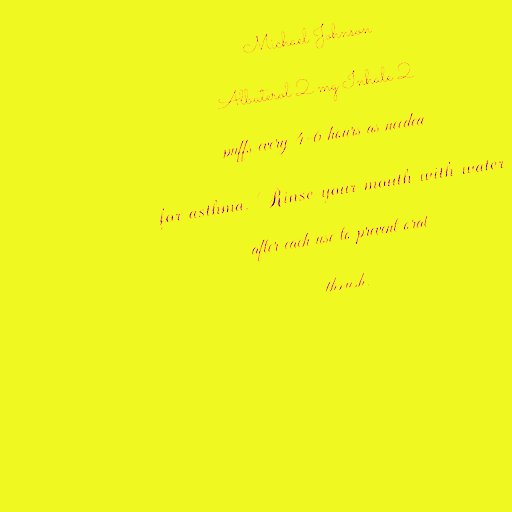 Michael Johnson
Albuterol 2 mg Inhale 2
puffs every 4-6 hours as needed
for asthma. Rinse your mouth with water
after each use to prevent oral
thrush.